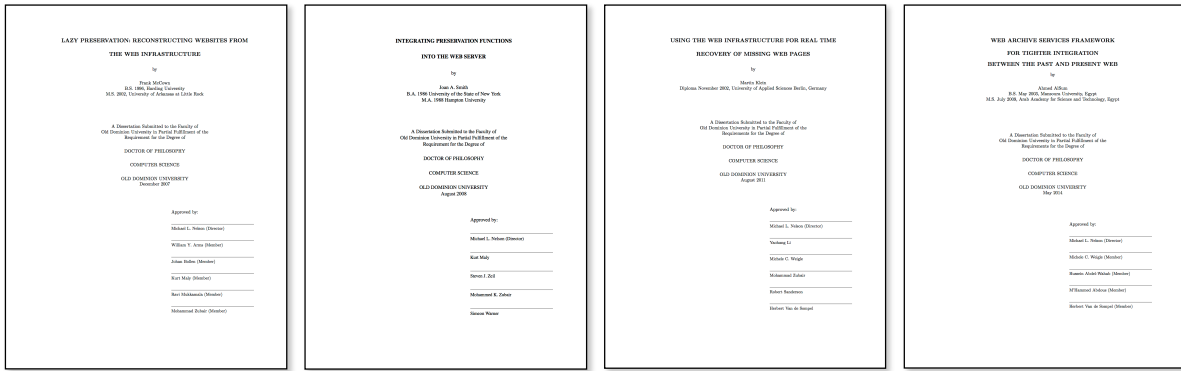 LAZY PRESERVATION: RECONSTRUCTING WEBSITES FROM
THE WEB INFRASTRUCTURE
by
Frank McCown
B.S. 1996, Harding University
M.S. 2002, University of Arkansas at Little Rock
A Dissertation Submitted to the Faculty of
Old Dominion University in Partial Fulfillment of the
Requirement for the Degree of
DOCTOR OF PHILOSOPHY
COMPUTER SCIENCE
OLD DOMINION UNIVERSITY
December 2007
Approved by:
Michael L. Nelson (Director)
William Y. Arms (Member)
Johan Bollen (Member)
Kurt Maly (Member)
Ravi Mukkamala (Member)
Mohammad Zubair (Member)
INTEGRATING PRESERVATION FUNCTIONS
INTO THE WEB SERVER
by
Joan A. Smith
B.A. 1986 University of the State of New York
M.A. 1988 Hampton University
A Dissertation Submitted to the Faculty of
Old Dominion University in Partial Fulfillment of the
Requirement for the Degree of
DOCTOR OF PHILOSOPHY
COMPUTER SCIENCE
OLD DOMINION UNIVERSITY
August 2008
Approved by:
Michael L. Nelson (Director)
Kurt Maly
Steven J. Zeil
Mohammed K. Zubair
Simeon Warner
USING THE WEB INFRASTRUCTURE FOR REAL TIME
RECOVERY OF MISSING WEB PAGES
by
Martin Klein
Diploma November 2002, University of Applied Sciences Berlin, Germany
A Dissertation Submitted to the Faculty of
Old Dominion University in Partial Fulfillment of the
Requirements for the Degree of
DOCTOR OF PHILOSOPHY
COMPUTER SCIENCE
OLD DOMINION UNIVERSITY
August 2011
Approved by:
Michael L. Nelson (Director)
Yaohang Li
Michele C. Weigle
Mohammad Zubair
Robert Sanderson
Herbert Van de Sompel
WEB ARCHIVE SERVICES FRAMEWORK
FOR TIGHTER INTEGRATION
BETWEEN THE PAST AND PRESENT WEB
by
Ahmed AlSum
B.S. May 2003, Mansoura University, Egypt
M.S. July 2009, Arab Academy for Science and Technology, Egypt
A Dissertation Submitted to the Faculty of
Old Dominion University in Partial Fulfillment of the
Requirements for the Degree of
DOCTOR OF PHILOSOPHY
COMPUTER SCIENCE
OLD DOMINION UNIVERSITY
May 2014
Approved by:
Michael L. Nelson (Director)
Michele C. Weigle (Member)
Hussein Abdel-Wahab (Member)
M'Hammed Abdous (Member)
Herbert Van de Sompel (Member)